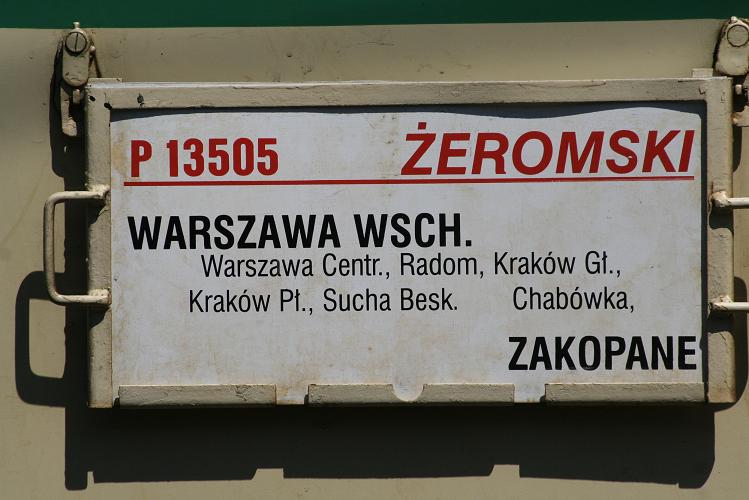 P 13505 ŻEROMSKI
WARSZAWA WSCH.
Warszawa Centr., Radom, Kraków Gł.,
Kraków Pł., Sucha Besk. Chabówka,
ZAKOPANE